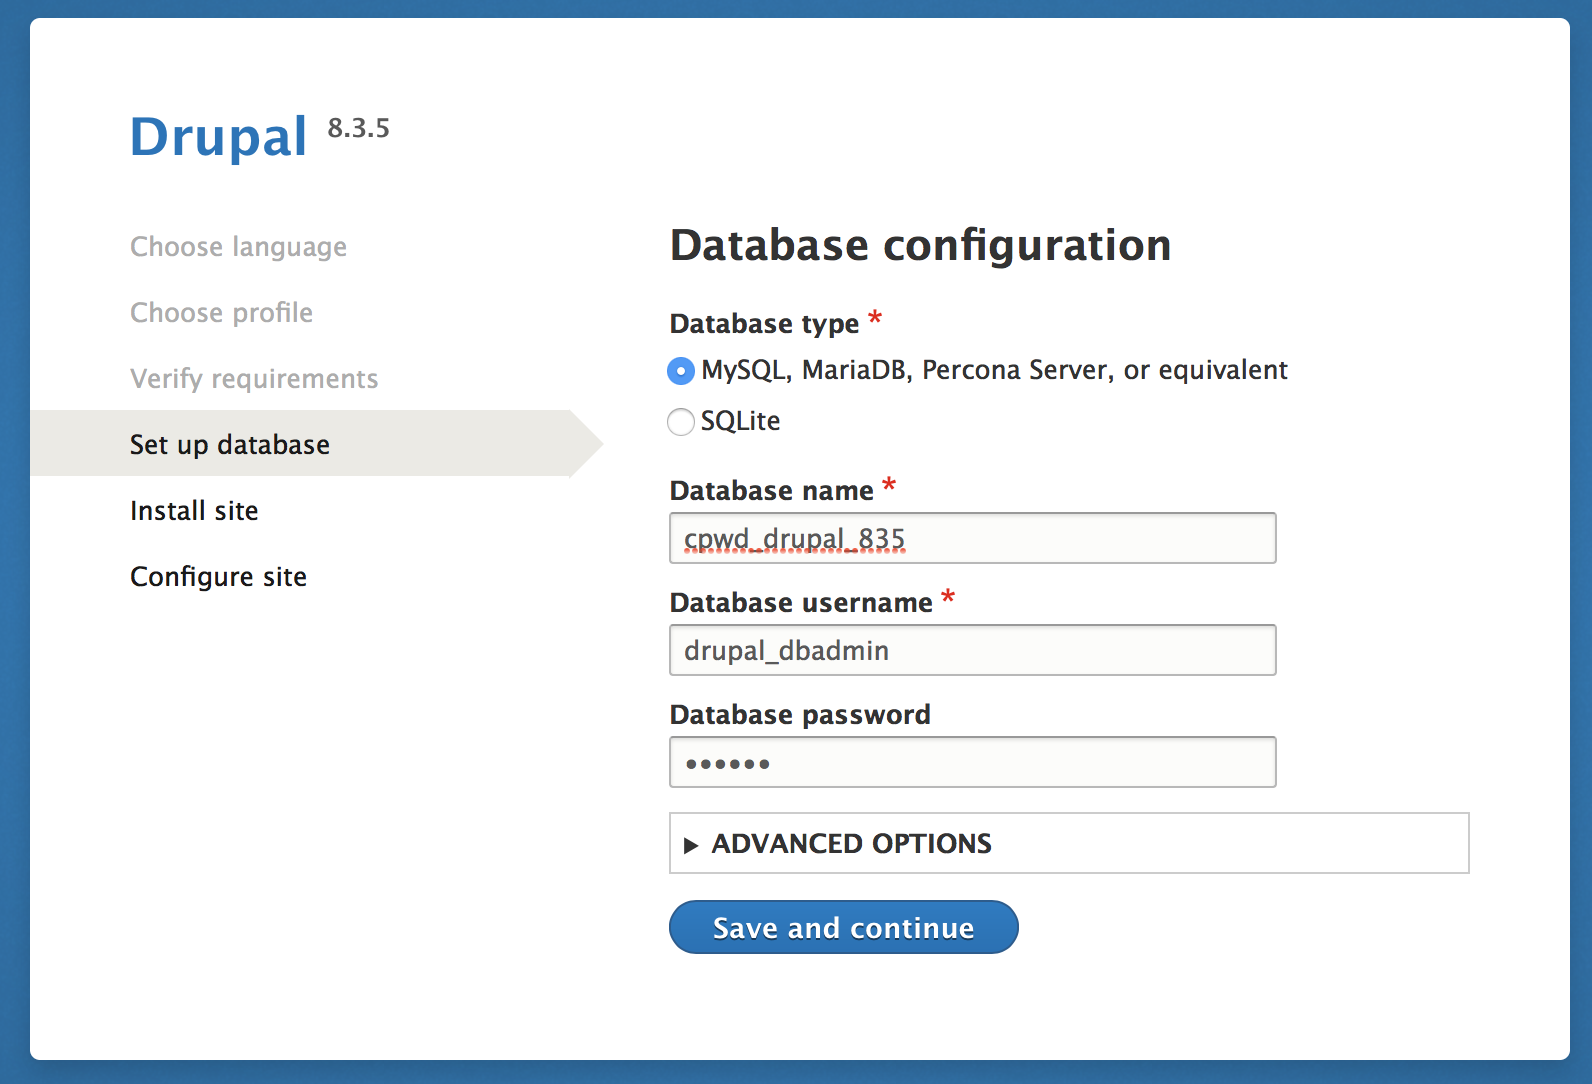 Drupal 8.3.5
Choose language
Choose profile
Verify requirements
Set up database
Install site
Configure site
Database configuration
Database type *
MySQL, MariaDB, Percona Server, or equivalent
SQLite
Database name *
cpwd_drupal_835
Database username *
drupal_dbadmin
Database password
••••••
ADVANCED OPTIONS
Save and continue